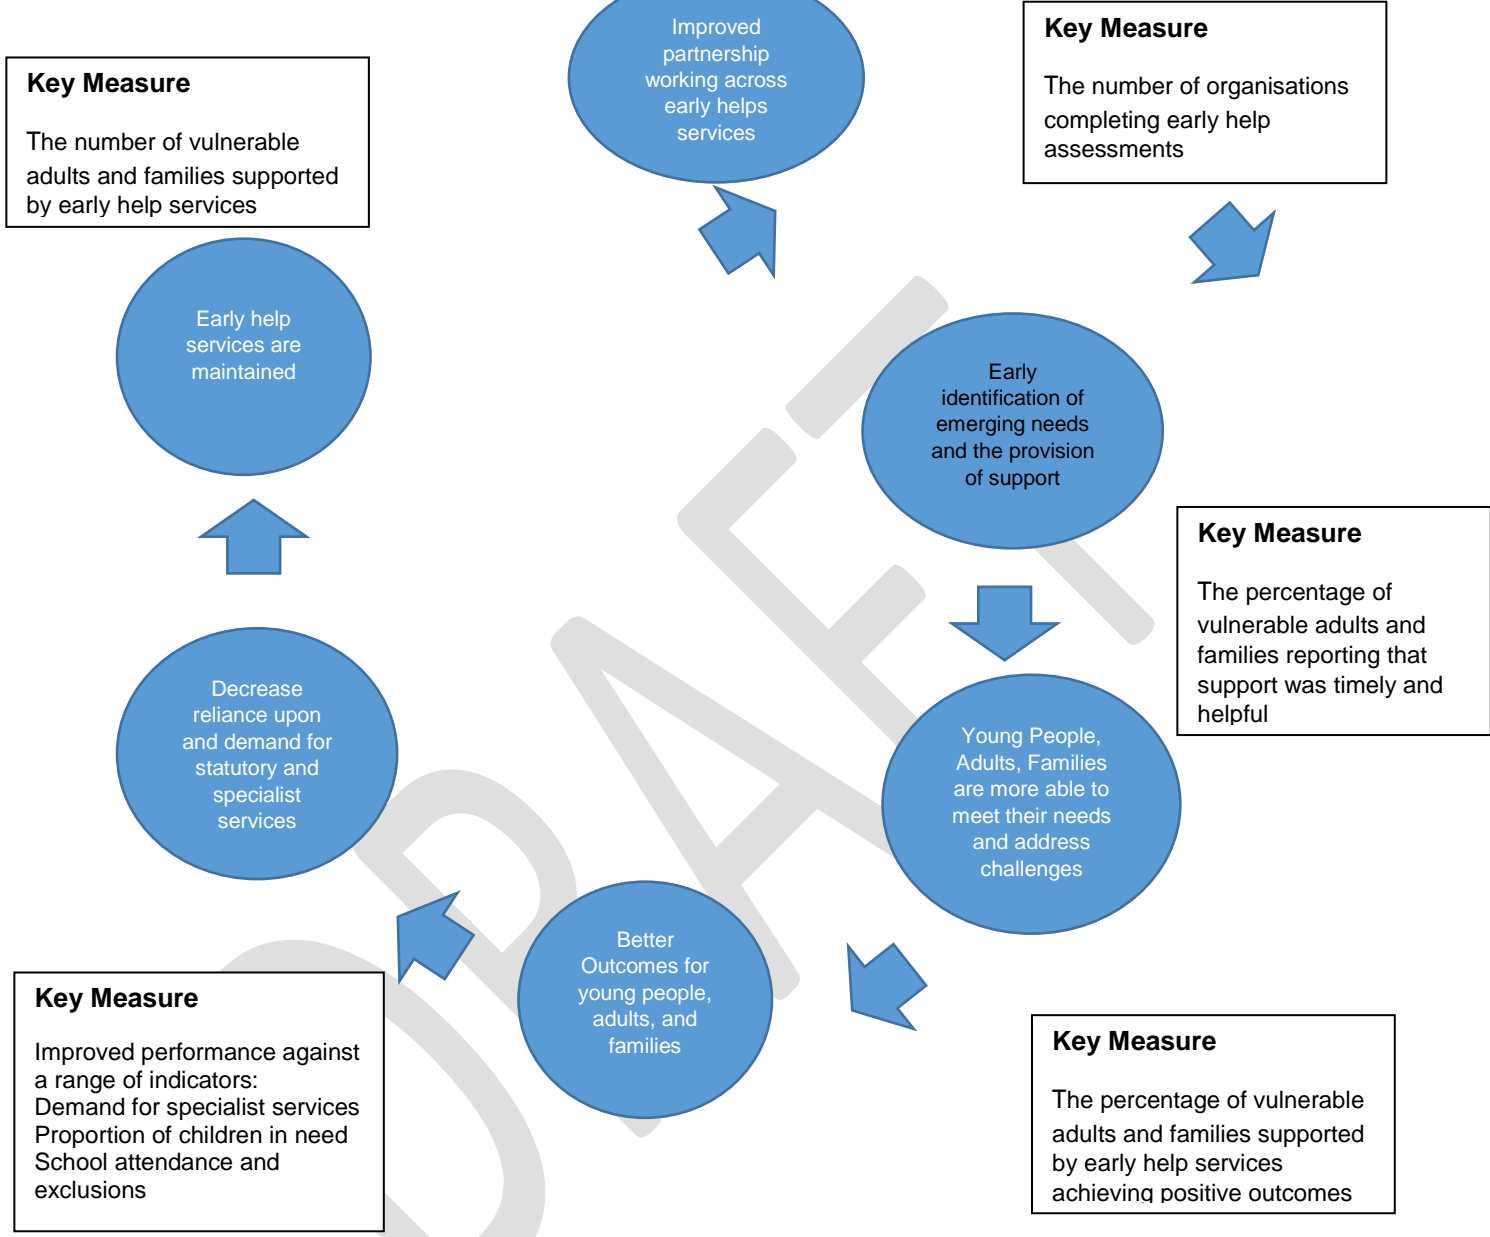 Improved
partnership
working across
early helps
services
Key Measure
The number of organisations
completing early help
assessments
Key Measure
The number of vulnerable
adults and families supported
by early help services
Early help
services are
maintained
Early
identification of
emerging needs
and the provision
of support
Key Measure
The percentage of
vulnerable adults and
families reporting that
support was timely and
helpful
Decrease
reliance upon
and demand for
statutory and
specialist
services
Young People,
Adults, Families
are more able to
meet their needs
and address
challenges
Better
Outcomes for
young people,
adults, and
families
Key Measure
Improved performance against
a range of indicators:
Demand for specialist services
Proportion of children in need
School attendance and
exclusions
Key Measure
The percentage of vulnerable
adults and families supported
by early help services
achieving positive outcomes
DRAFT